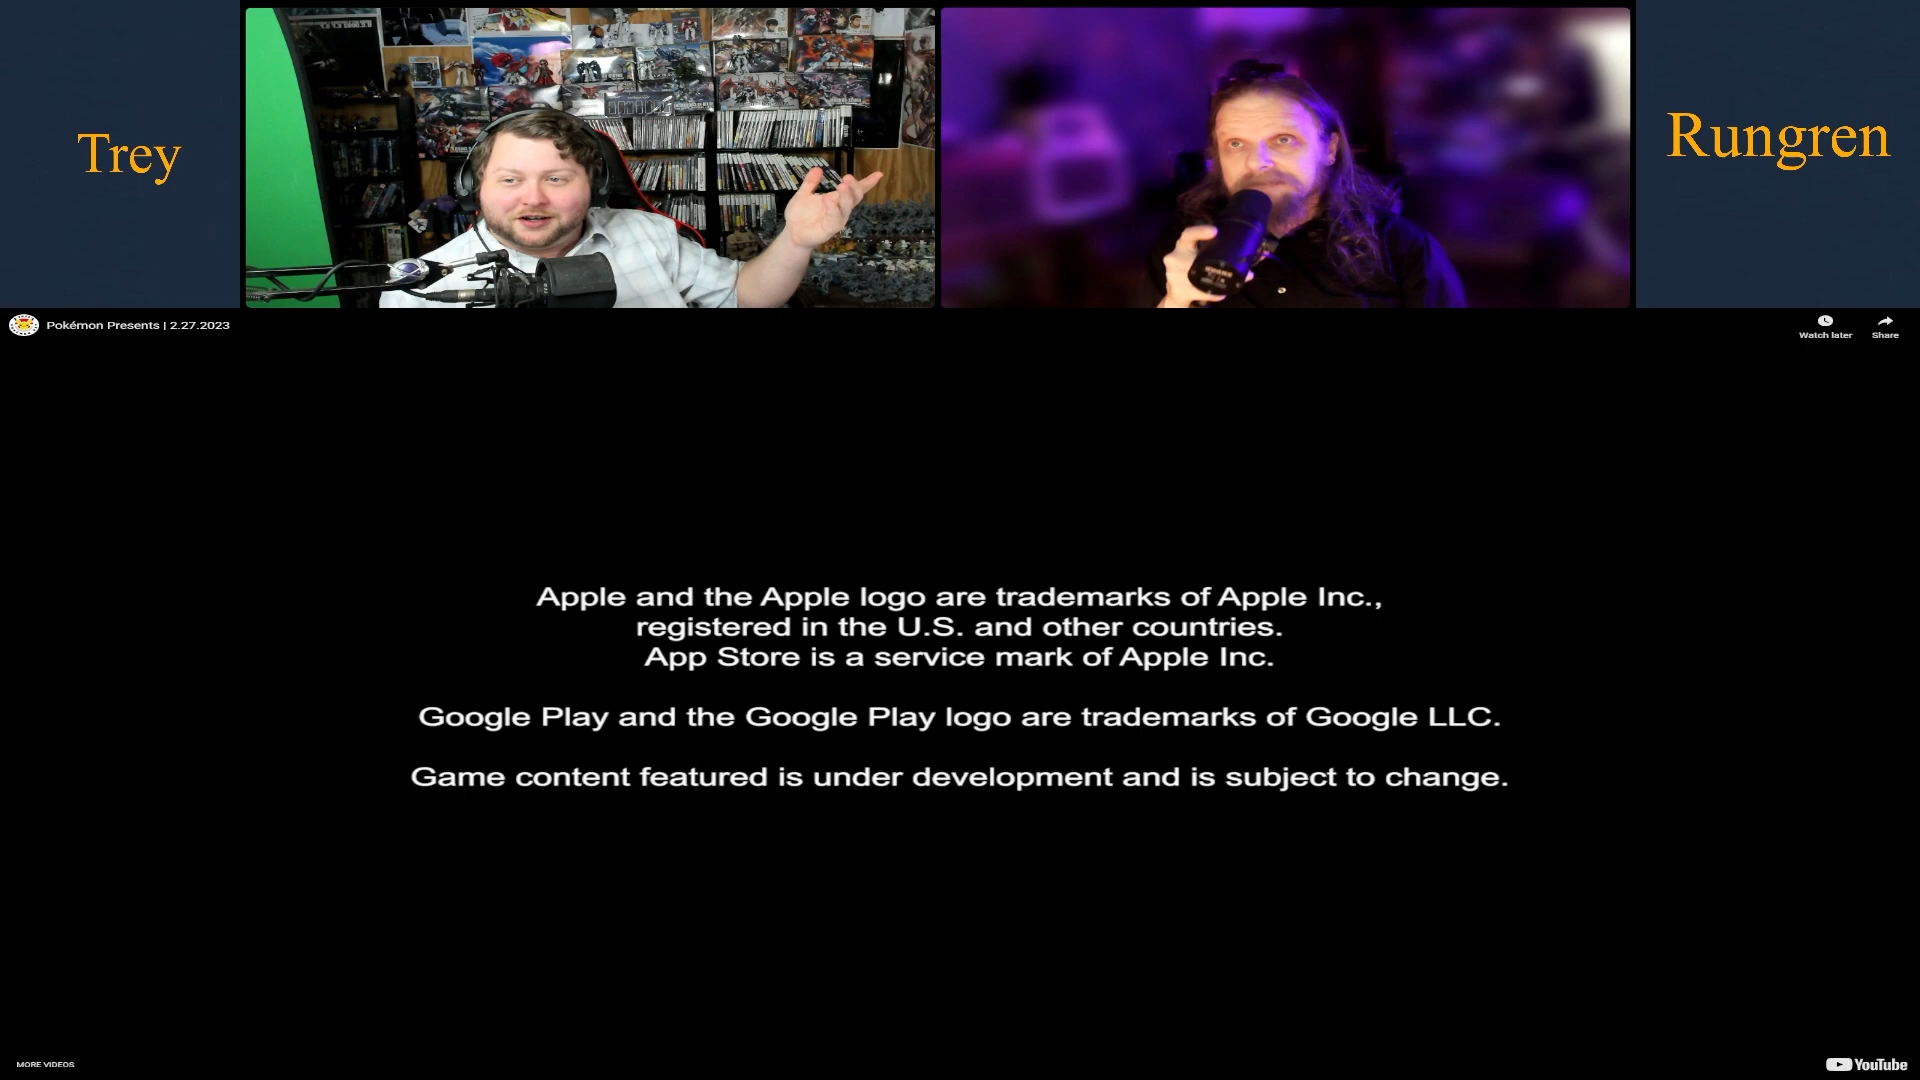 Trey
Rungren
Pokémon Presents | 2.27.2023
Watch later
Share
Apple and the Apple logo are trademarks of Apple Inc.,
registered in the U.S. and other countries.
App Store is a service mark of Apple Inc.
Google Play and the Google Play logo are trademarks of Google LLC.
Game content featured is under development and is subject to change.
MORE VIDEOS
YouTube